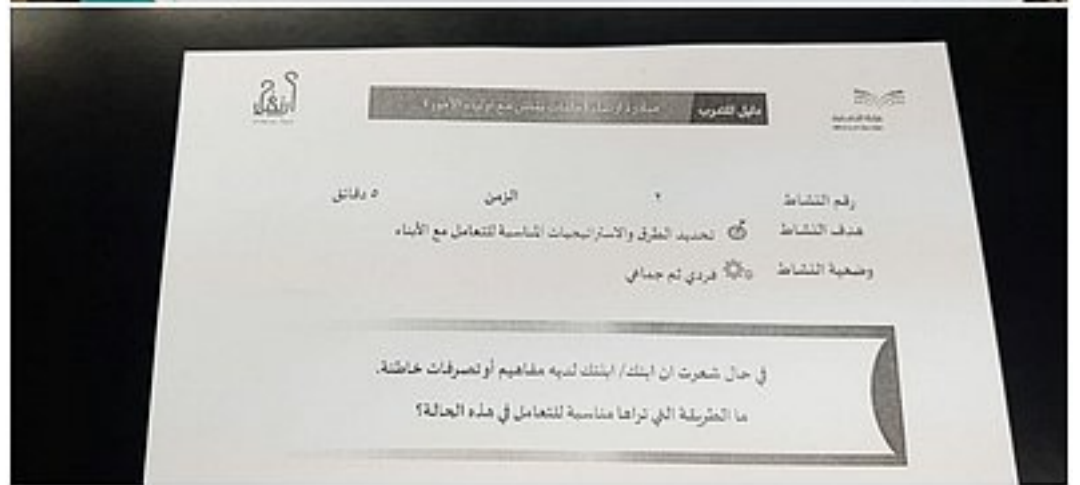 دليل المتدرب
رقم النشاط ٢ الزمن ٥ دقائق
هدف النشاط تحديد الطرق والاستراتيجيات المناسبة للتعامل مع الأبناء
وضعية النشاط فردي ثم جماعي
في حال شعرت ان ابنك/ ابنتك لديه مفاهيم أو تصرفات خاطئة.
ما الطريقة التي تراها مناسبة للتعامل في هذه الحالة؟